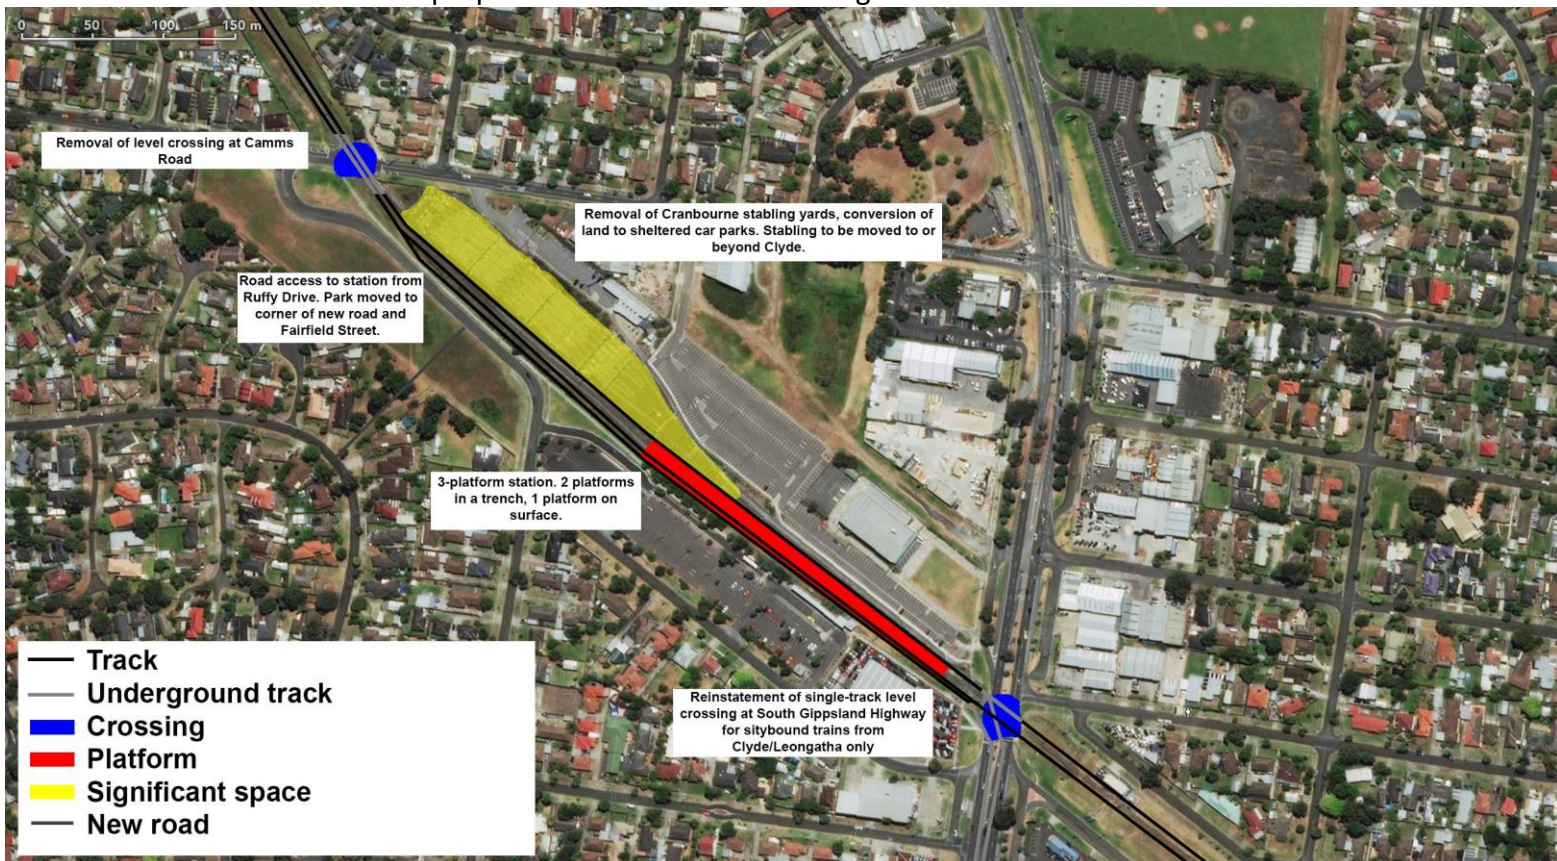 0 50 100 150 m
Removal of level crossing at Camms
Road
Removal of Cranbourne stabling yards, conversion of
land to sheltered car parks. Stabling to be moved to or
beyond Clyde.
Road access to station from
Ruffy Drive. Park moved to
corner of new road and
Fairfield Street.
3-platform station. 2 platforms
in a trench, 1 platform on
surface.
Reinstatement of single-track level
crossing at South Gippsland Highway
for sitybound trains from
Clyde/Leongatha only
Track
Underground track
Crossing
Platform
Significant space
New road